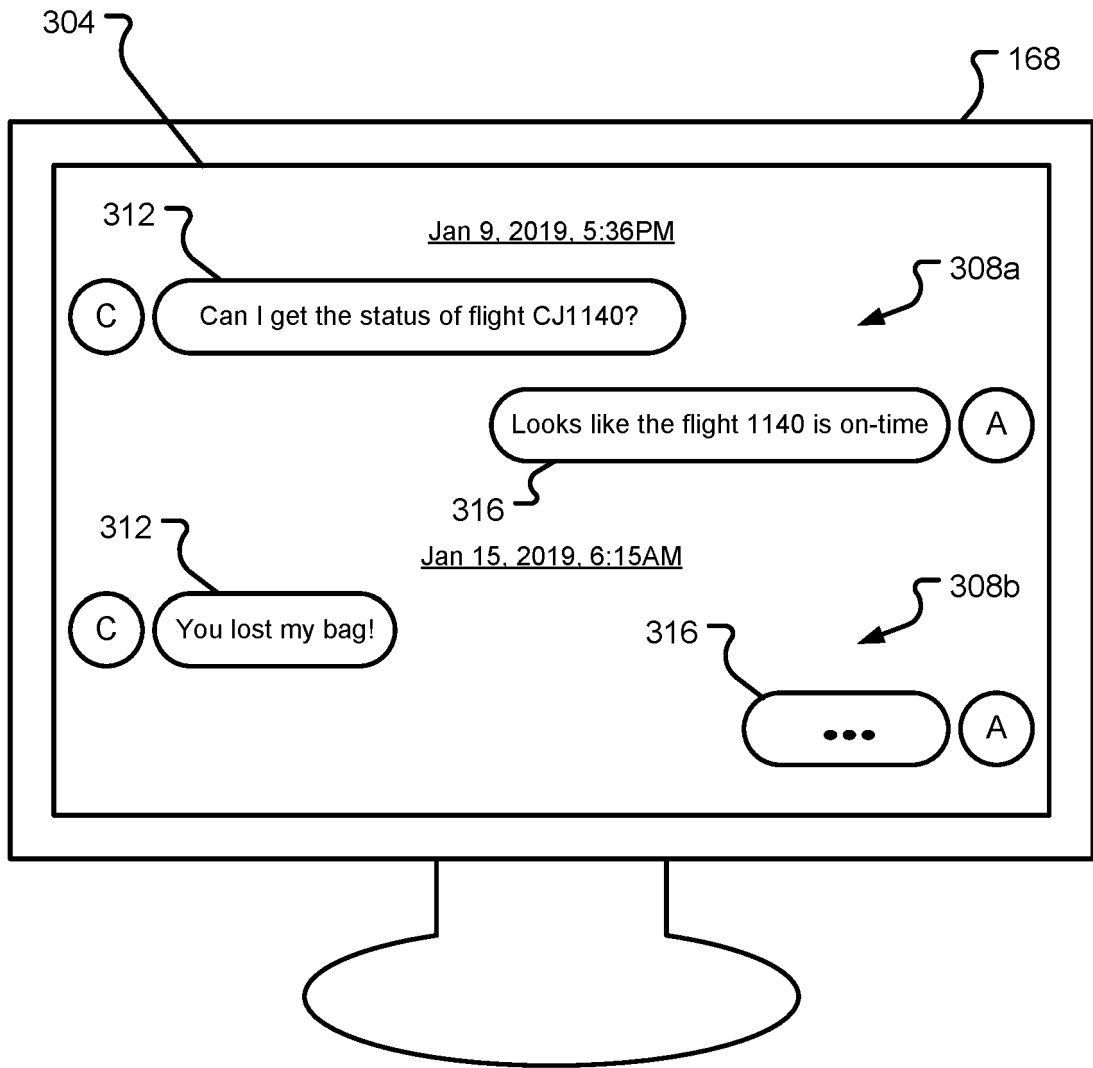 304
168
312
Jan 9, 2019, 5:36PM
308a
C
Can I get the status of flight CJ1140?
Looks like the flight 1140 is on-time
A
316
312
Jan 15, 2019, 6:15AM
308b
C
You lost my bag!
316
...
A